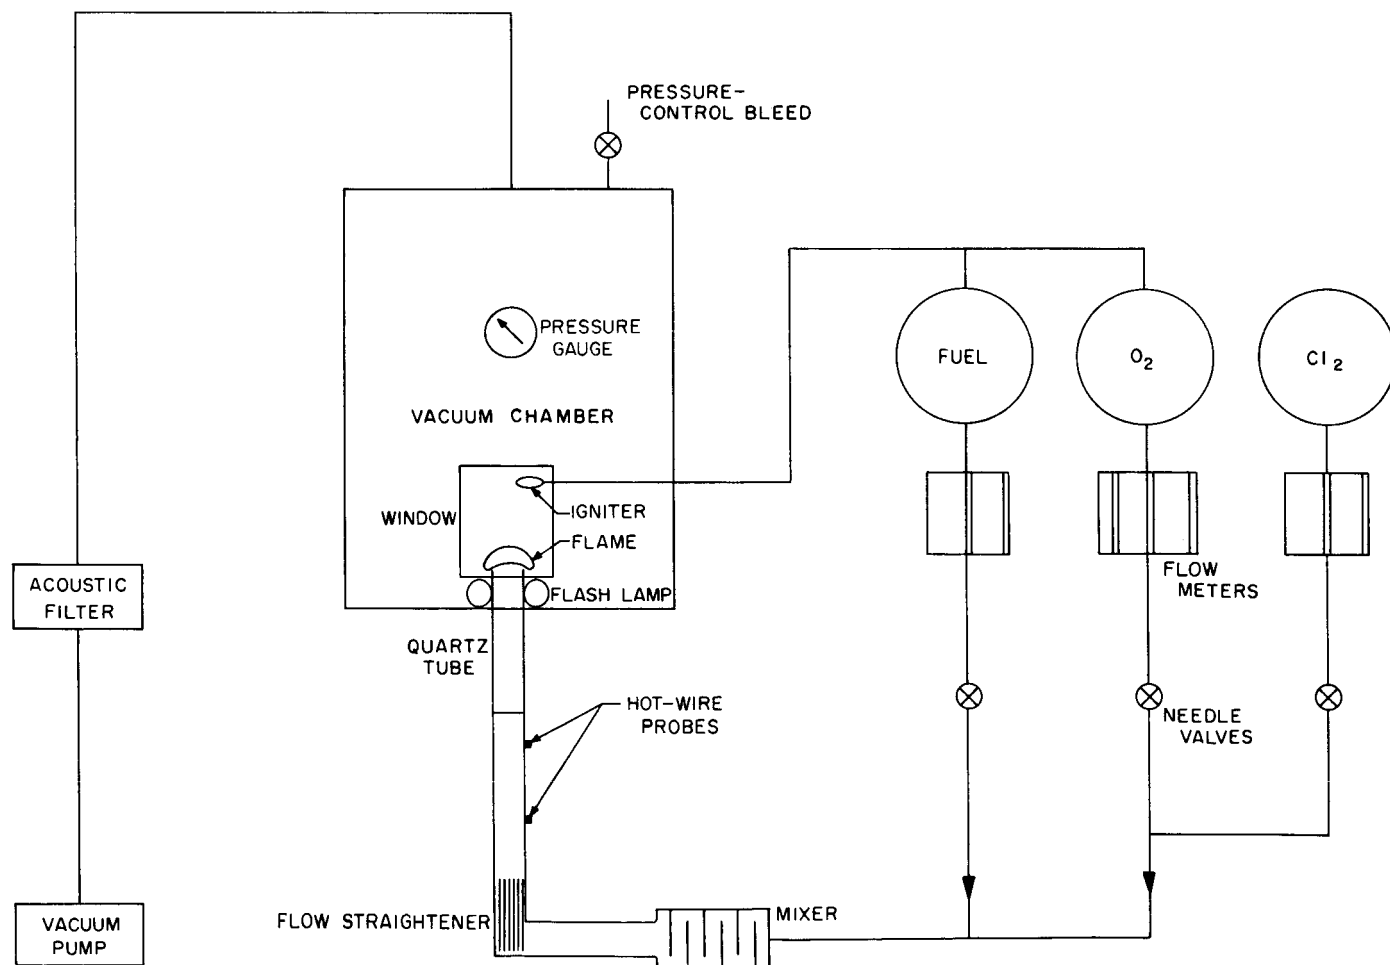 PRESSURE-
CONTROL BLEED
PRESSURE
GAUGE
FUEL
O2
Cl2
VACUUM CHAMBER
WINDOW
IGNITER
FLAME
FLASH LAMP
FLOW
METERS
ACOUSTIC
FILTER
QUARTZ
TUBE
HOT-WIRE
PROBES
NEEDLE
VALVES
FLOW STRAIGHTENER
MIXER
VACUUM
PUMP